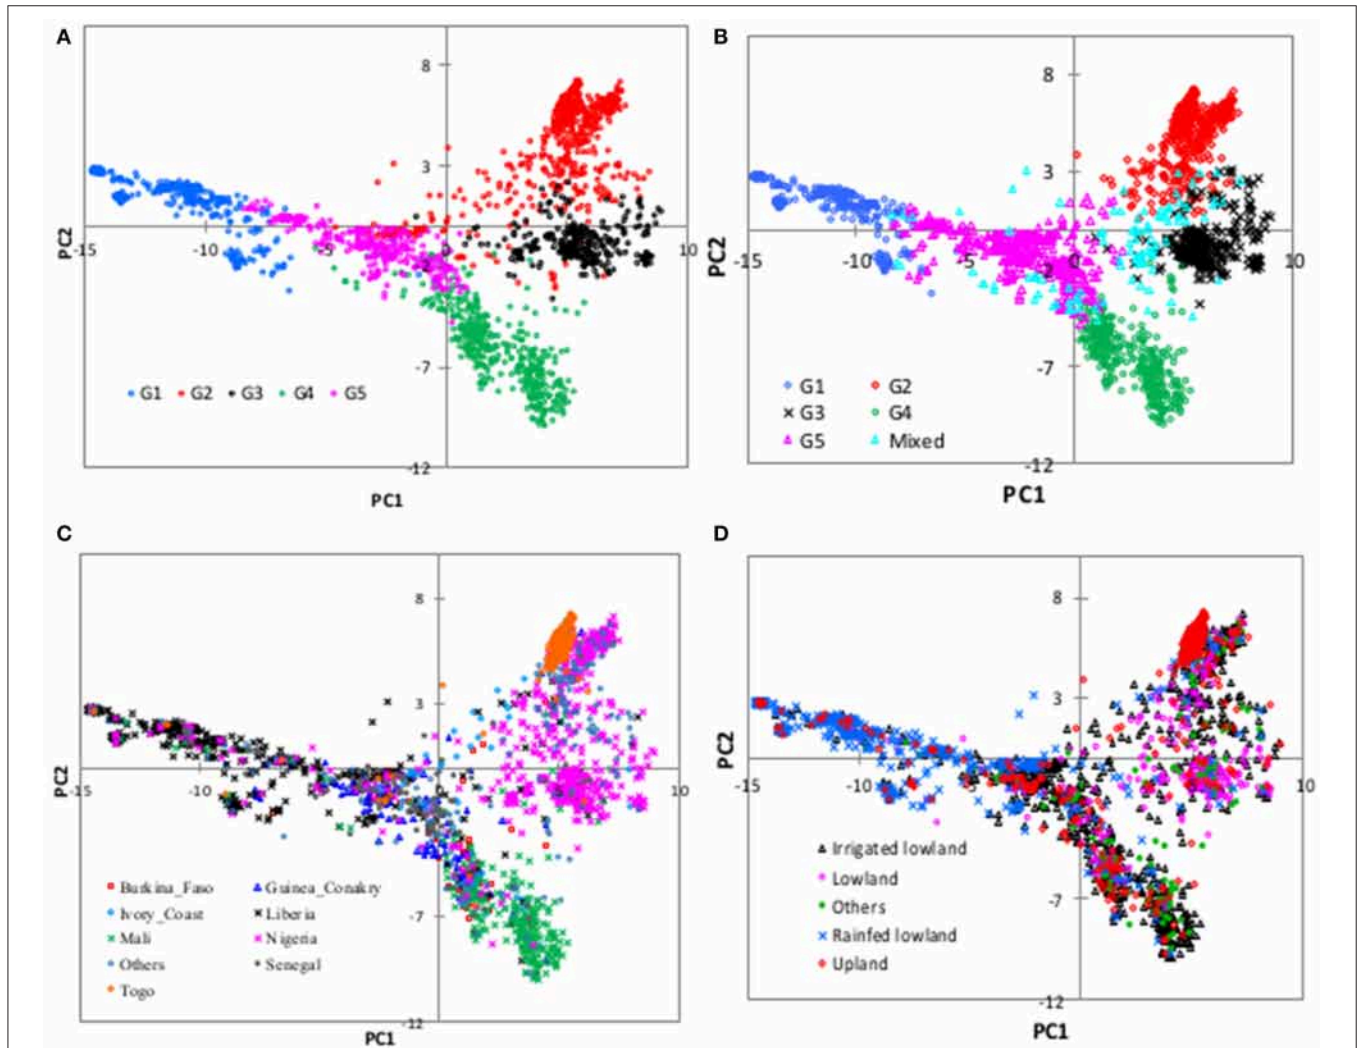 A
8
3
PC2
-15
-10
-5
0
10
-2
-7
G1 G2 G3 G4 G5
-12
PC1
B
8
3
PC2
-15
-10
-5
0
10
-2
-7
G1 G2
G3 G4
G5 Mixed
-12
PC1
C
8
3
PC2
-15
-10
0
10
-7
Burkina_Faso Guinea_Conakry
Ivory_Coast Liberia
Mali Nigeria
Others Senegal
Togo
-12
PC1
D
8
3
PC2
-15
-10
-5
10
-7
Irrigated lowland
Lowland
Others
Rainfed lowland
Upland
-12
PC1